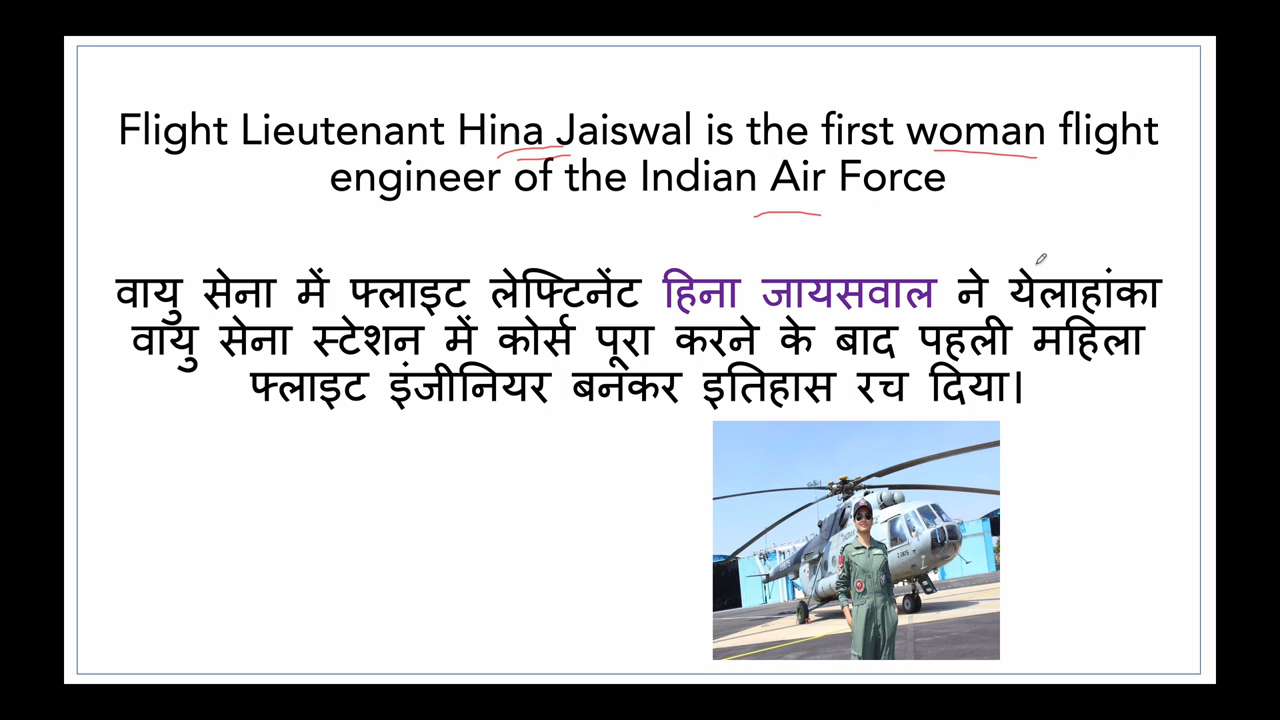 Flight Lieutenant Hina Jaiswal is the first woman flight
engineer of the Indian Air Force
वायु सेना में फ्लाइट लेफ्टिनेंट हिना जायसवाल ने येलाहांका
वायु सेना स्टेशन में कोर्स पूरा करने के बाद पहली महिला
फ्लाइट इंजीनियर बनकर इतिहास रच दिया।